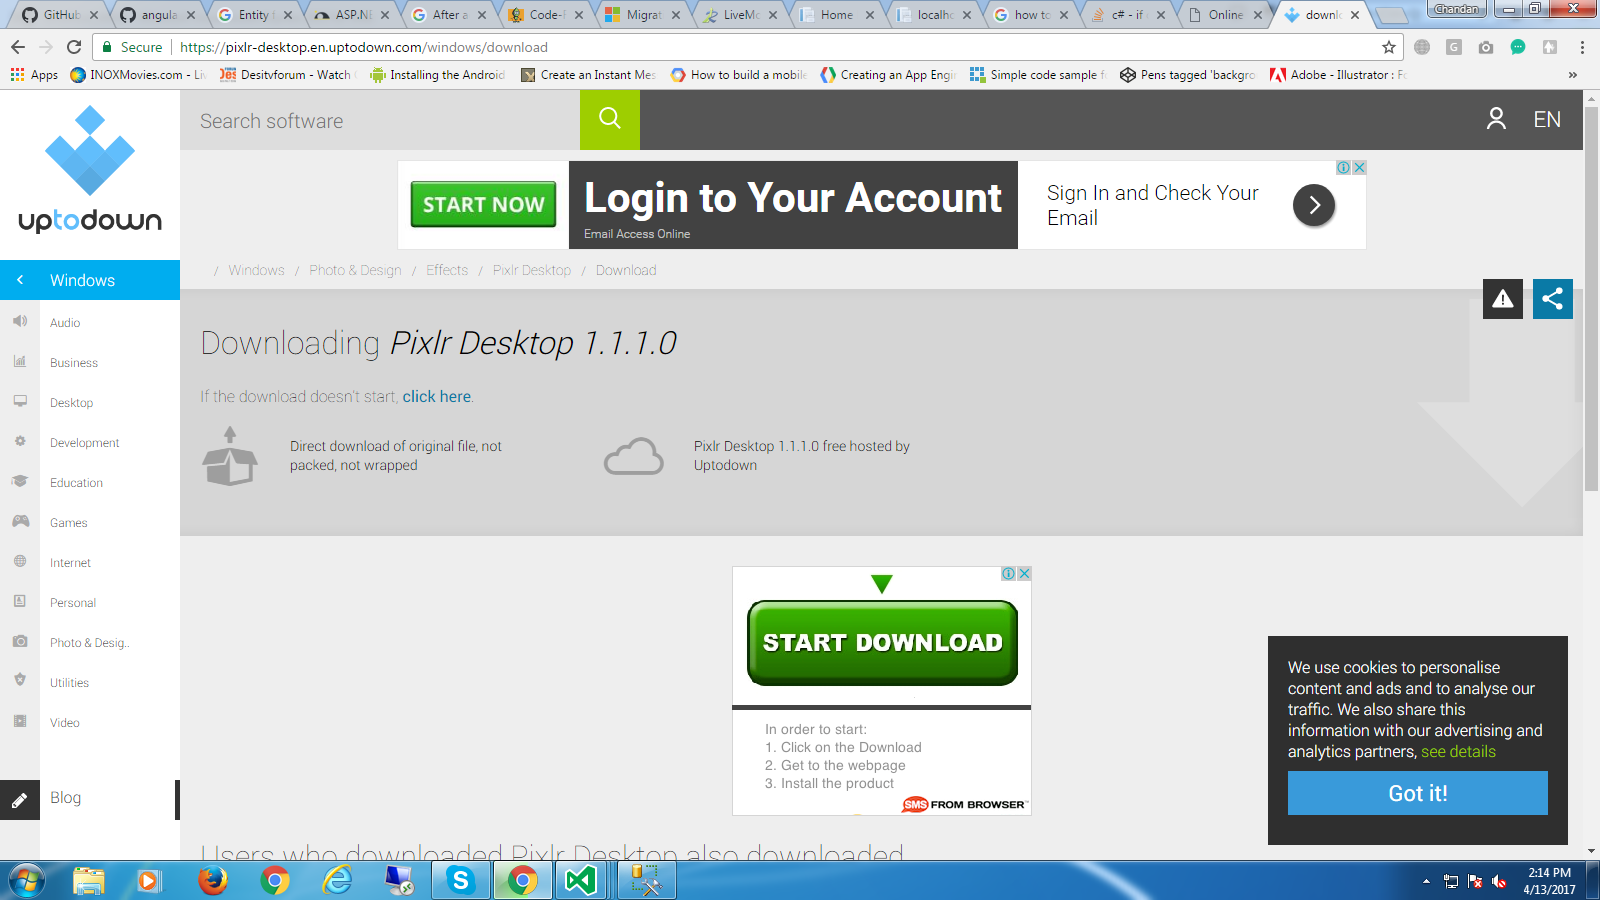 GitHub
angula
Entity
ASP.NE
After a
Code-F
Migrat
LiveMo
Home
localho
how to
c# - if
Online
downlo
Chandan
Secure
https://pixlr-desktop.en.uptodown.com/windows/download
Apps
INOXMovies.com - Liv
Desitvforum - Watch
Installing the Android
Create an Instant Mes
How to build a mobile
Creating an App Engin
Simple code sample f
Pens tagged 'backgro
Adobe - Illustrator : Fo
»
Search software
EN
uptodown
START NOW
Login to Your Account
Email Access Online
Sign In and Check Your
Email
/ Windows / Photo & Design / Effects / Pixlr Desktop / Download
Windows
Audio
Business
Desktop
Development
Education
Games
Internet
Personal
Photo & Desig..
Utilities
Video
Blog
Downloading Pixlr Desktop 1.1.1.0
If the download doesn't start, click here.
Direct download of original file, not
packed, not wrapped
Pixlr Desktop 1.1.1.0 free hosted by
Uptodown
START DOWNLOAD
In order to start:
1. Click on the Download
2. Get to the webpage
3. Install the product
SMS FROM BROWSER™
We use cookies to personalise
content and ads and to analyse our
traffic. We also share this
information with our advertising and
analytics partners, see details
Got it!
Users who downloaded Pixlr Desktop also downloaded
2:14 PM
4/13/2017